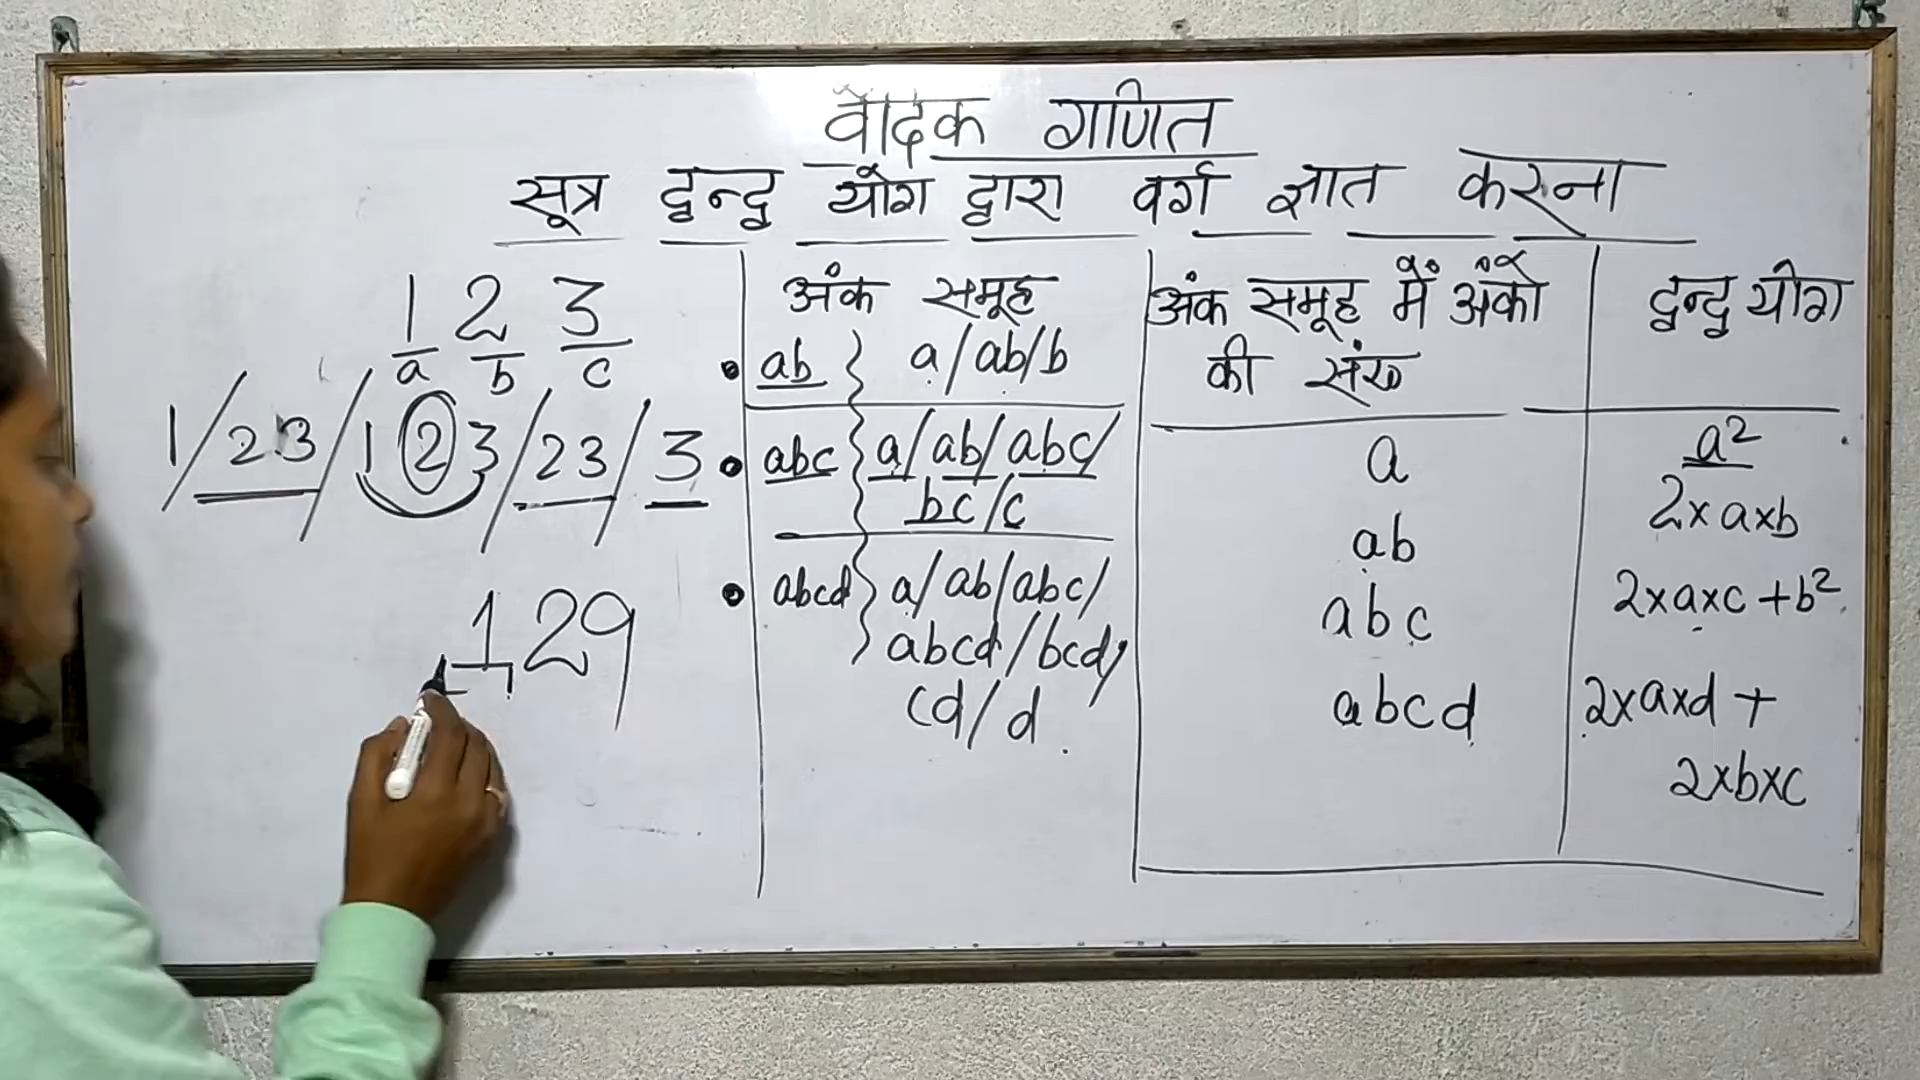 वैदिक गणित
सूत्र द्वन्द्व योग द्वारा वर्ग ज्ञात करना
1 2 3
a b c
1/23/123/23/3
129
अंक समूह
• ab } a/ab/b
• abc } a/ab/abc/
bc/c
• abcd } a/ab/abc/
abcd/bcd/
cd/d
अंक समूह में अंको
की संख्
a
ab
abc
abcd
द्वन्द्व योग
a²
2×a×b
2×a×c+b²
2×a×d+
2×b×c